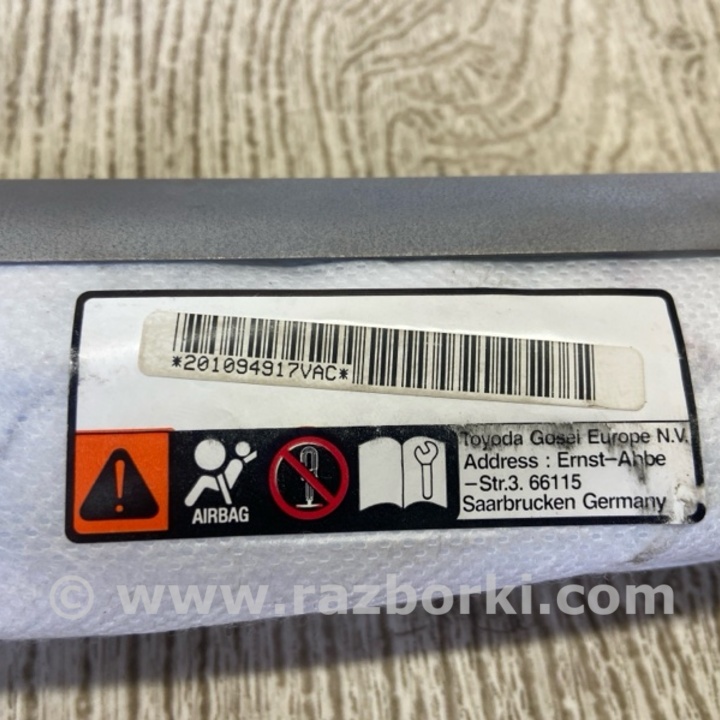 *201094917VAC*
AIRBAG
Toyoda Gosei Europe N.V.
Address : Ernst-Abbe
-Str.3. 66115
Saarbrucken Germany
© www.razborki.com